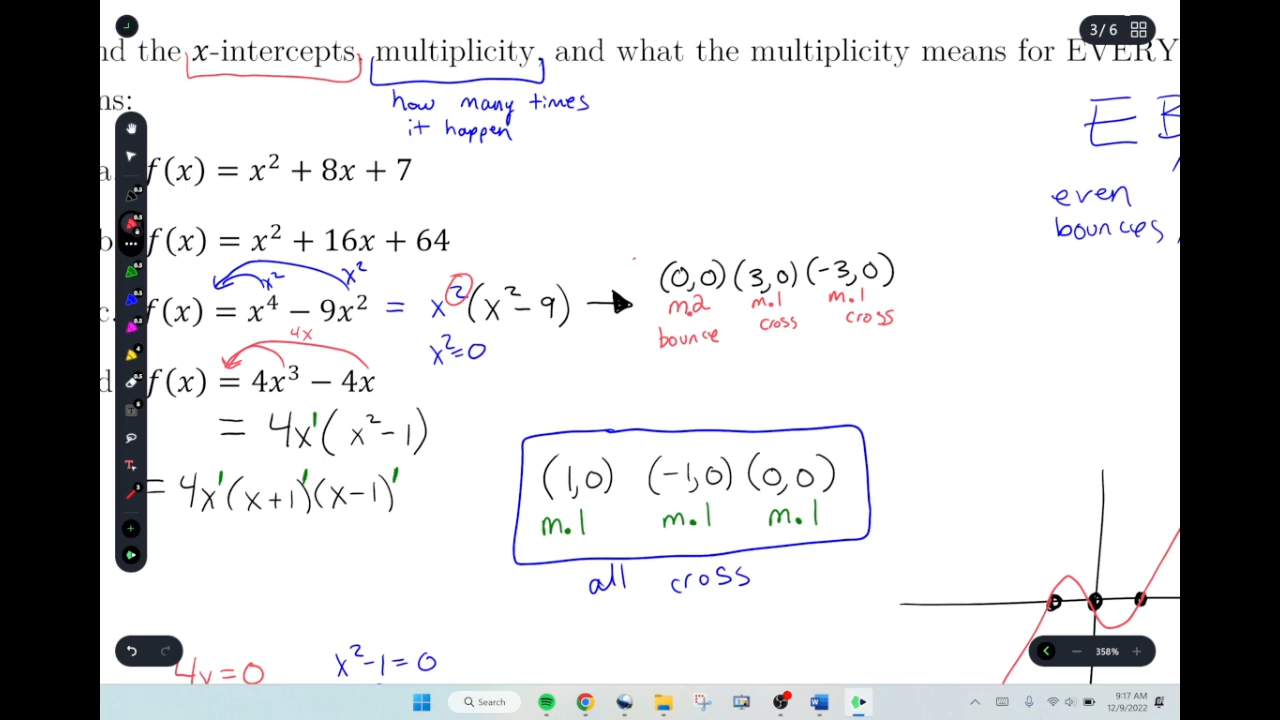 nd the x-intercepts, multiplicity, and what the multiplicity means for EVERY
ns:
how many times
it happen
E B
even
bounces
a. f(x) = x² + 8x + 7
b f(x) = x² + 16x + 64
x² x²
c. f(x) = x⁴ − 9x² = x²(x² − 9) → (0,0) (3,0) (−3,0)
m.2 m.1 m.1
bounce cross cross
x² = 0
4x
d f(x) = 4x³ − 4x
= 4x¹(x² − 1)
= 4x¹(x+1)¹(x−1)¹
(1,0) (−1,0) (0,0)
m.1 m.1 m.1
all cross
x² − 1 = 0
3/6
358%
Search
9:17 AM
12/9/2022